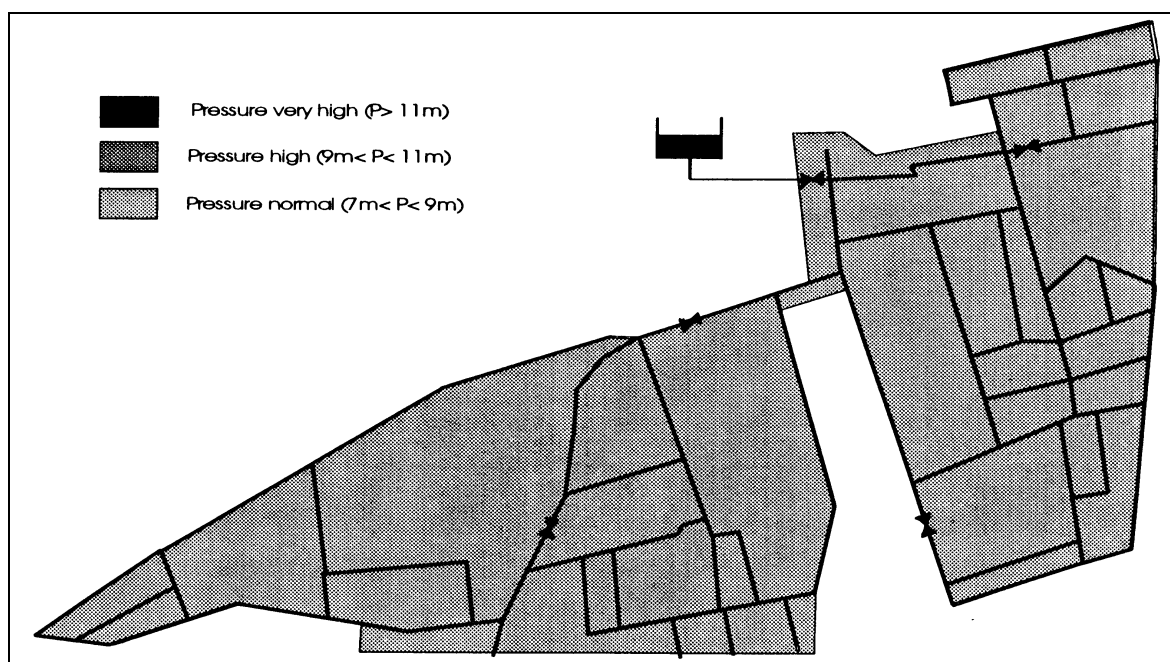 Pressure very high (P> 11m)
Pressure high (9m< P< 11m)
Pressure normal (7m< P< 9m)